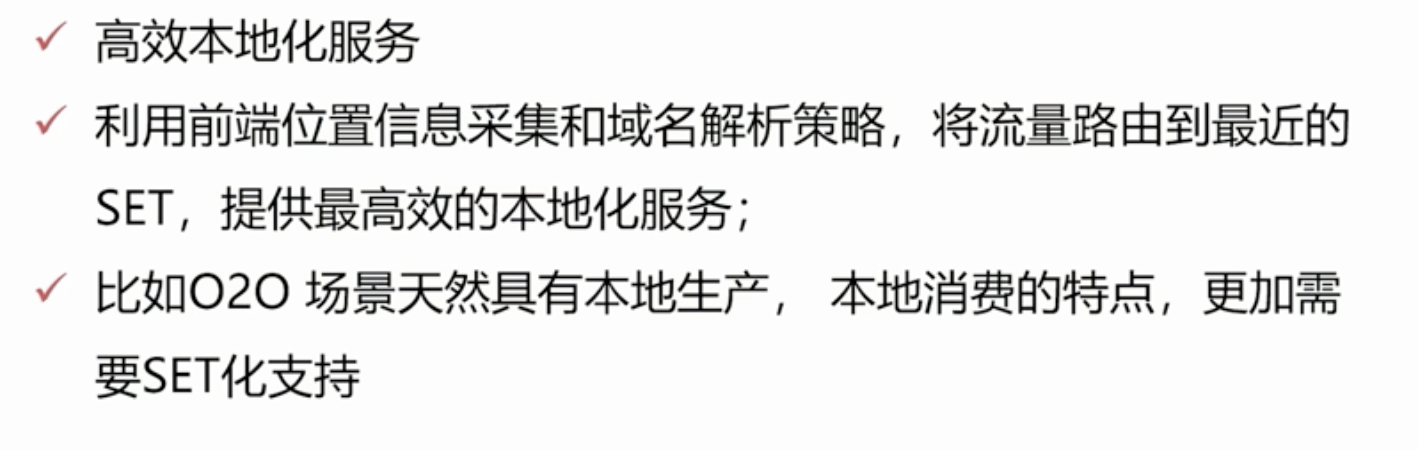 ✓ 高效本地化服务
✓ 利用前端位置信息采集和域名解析策略，将流量路由到最近的
SET，提供最高效的本地化服务；
✓ 比如O2O 场景天然具有本地生产， 本地消费的特点，更加需
要SET化支持